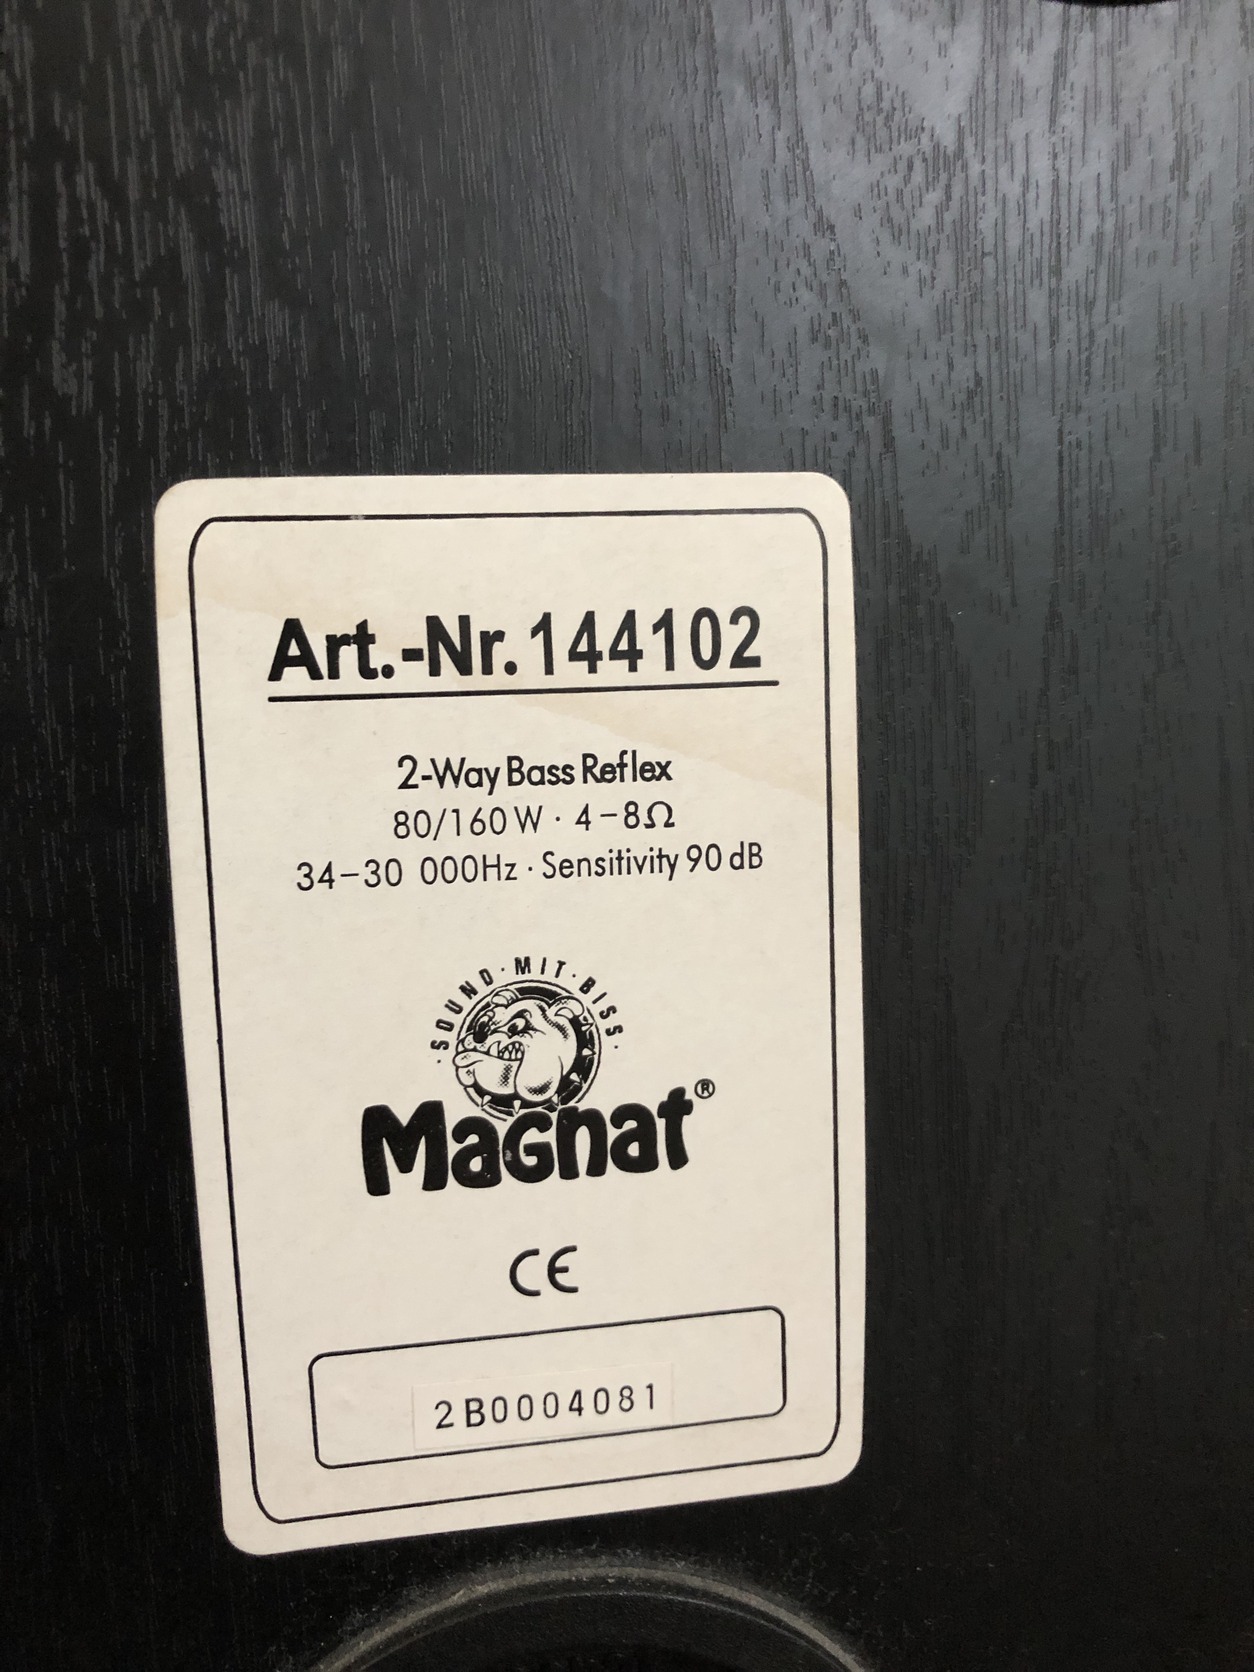 Art.-Nr. 144102
2-Way Bass Reflex
80/160 W · 4–8Ω
34–30 000Hz · Sensitivity 90 dB
· SOUND · MIT · BISS ·
Magnat®
CE
2B0004081